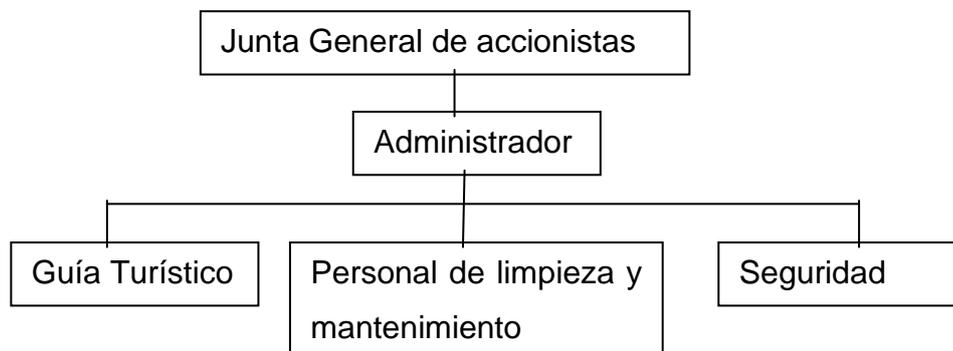 Junta General de accionistas
Administrador
Guía Turístico
Personal de limpieza y
mantenimiento
Seguridad